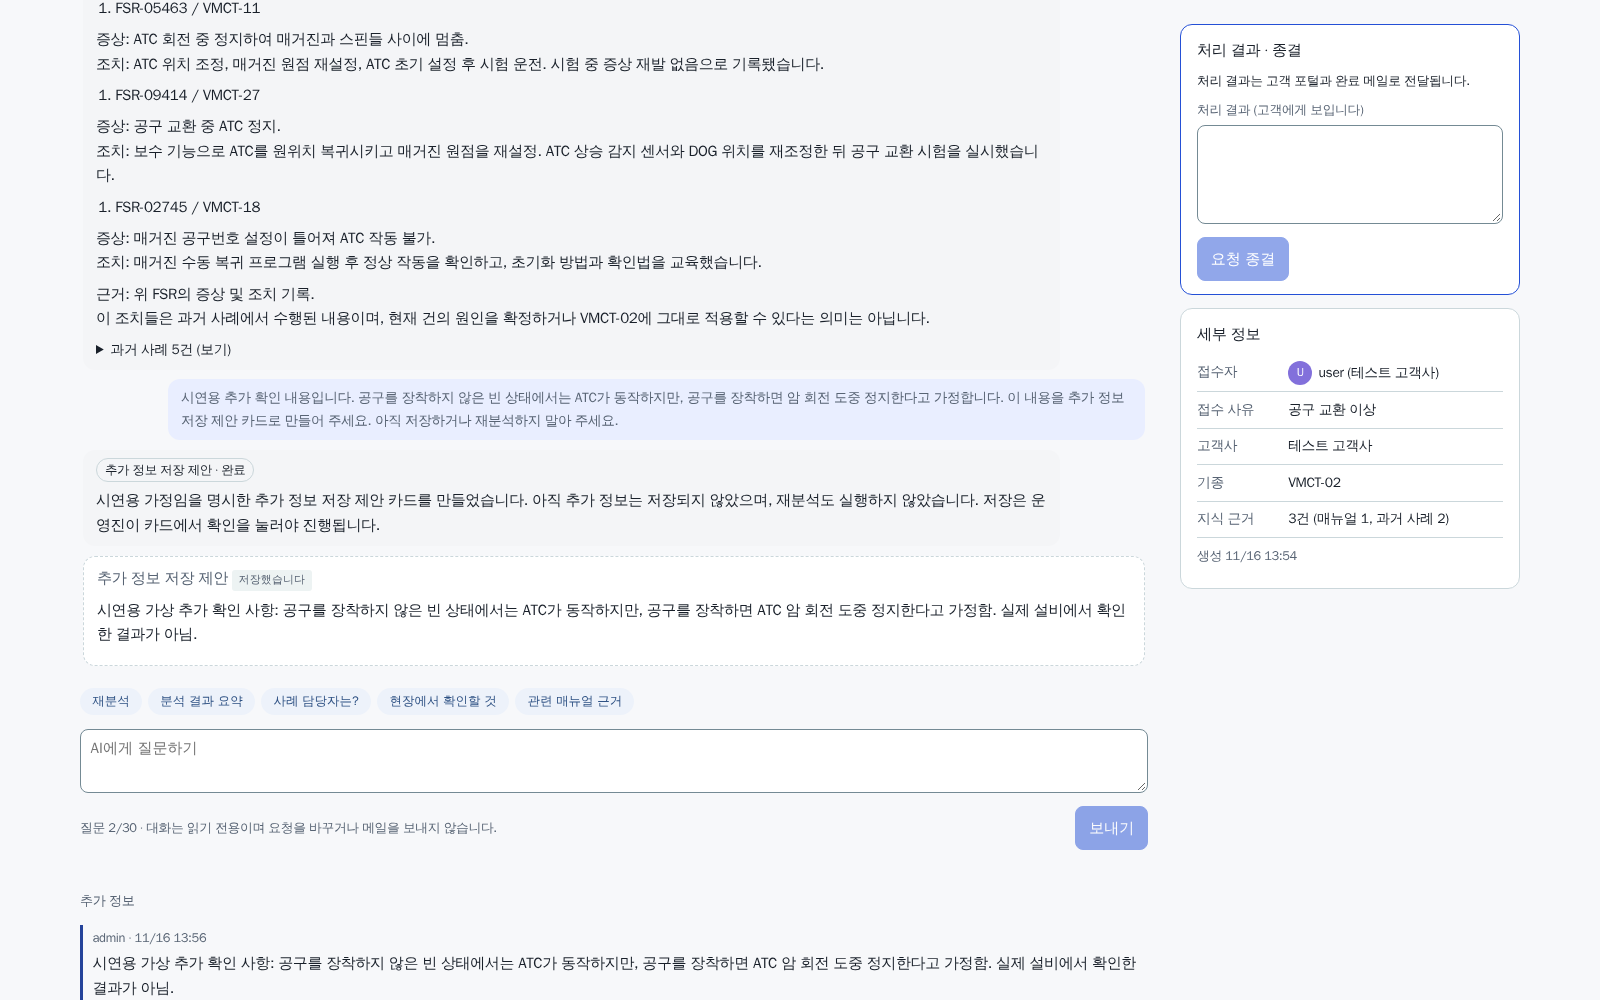 1. FSR-05463 / VMCT-11
증상: ATC 회전 중 정지하여 매거진과 스핀들 사이에 멈춤.
조치: ATC 위치 조정, 매거진 원점 재설정, ATC 초기 설정 후 시험 운전. 시험 중 증상 재발 없음으로 기록됐습니다.
1. FSR-09414 / VMCT-27
증상: 공구 교환 중 ATC 정지.
조치: 보수 기능으로 ATC를 원위치 복귀시키고 매거진 원점을 재설정. ATC 상승 감지 센서와 DOG 위치를 재조정한 뒤 공구 교환 시험을 실시했습니
다.
1. FSR-02745 / VMCT-18
증상: 매거진 공구번호 설정이 틀어져 ATC 작동 불가.
조치: 매거진 수동 복귀 프로그램 실행 후 정상 작동을 확인하고, 초기화 방법과 확인법을 교육했습니다.
근거: 위 FSR의 증상 및 조치 기록.
이 조치들은 과거 사례에서 수행된 내용이며, 현재 건의 원인을 확정하거나 VMCT-02에 그대로 적용할 수 있다는 의미는 아닙니다.
▶ 과거 사례 5건 (보기)
시연용 추가 확인 내용입니다. 공구를 장착하지 않은 빈 상태에서는 ATC가 동작하지만, 공구를 장착하면 암 회전 도중 정지한다고 가정합니다. 이 내용을 추가 정보
저장 제안 카드로 만들어 주세요. 아직 저장하거나 재분석하지 말아 주세요.
추가 정보 저장 제안 · 완료
시연용 가정임을 명시한 추가 정보 저장 제안 카드를 만들었습니다. 아직 추가 정보는 저장되지 않았으며, 재분석도 실행하지 않았습니다. 저장은 운
영진이 카드에서 확인을 눌러야 진행됩니다.
추가 정보 저장 제안 저장했습니다
시연용 가상 추가 확인 사항: 공구를 장착하지 않은 빈 상태에서는 ATC가 동작하지만, 공구를 장착하면 ATC 암 회전 도중 정지한다고 가정함. 실제 설비에서 확인
한 결과가 아님.
재분석 분석 결과 요약 사례 담당자는? 현장에서 확인할 것 관련 매뉴얼 근거
AI에게 질문하기
질문 2/30 · 대화는 읽기 전용이며 요청을 바꾸거나 메일을 보내지 않습니다.
보내기
추가 정보
admin · 11/16 13:56
시연용 가상 추가 확인 사항: 공구를 장착하지 않은 빈 상태에서는 ATC가 동작하지만, 공구를 장착하면 ATC 암 회전 도중 정지한다고 가정함. 실제 설비에서 확인한
결과가 아님.
처리 결과 · 종결
처리 결과는 고객 포털과 완료 메일로 전달됩니다.
처리 결과 (고객에게 보입니다)
요청 종결
세부 정보
접수자 U user (테스트 고객사)
접수 사유 공구 교환 이상
고객사 테스트 고객사
기종 VMCT-02
지식 근거 3건 (매뉴얼 1, 과거 사례 2)
생성 11/16 13:54